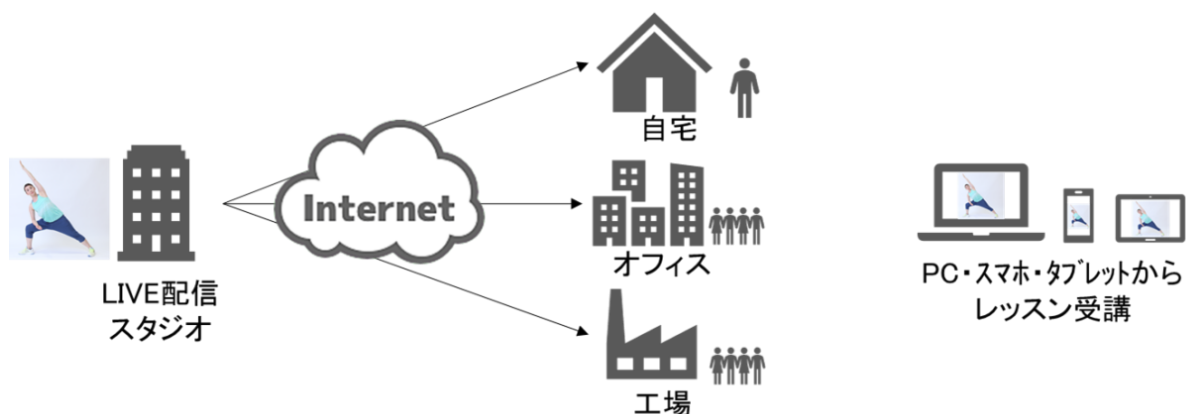 自宅
Internet
LIVE配信
スタジオ
オフィス
工場
PC・スマホ・タブレットから
レッスン受講